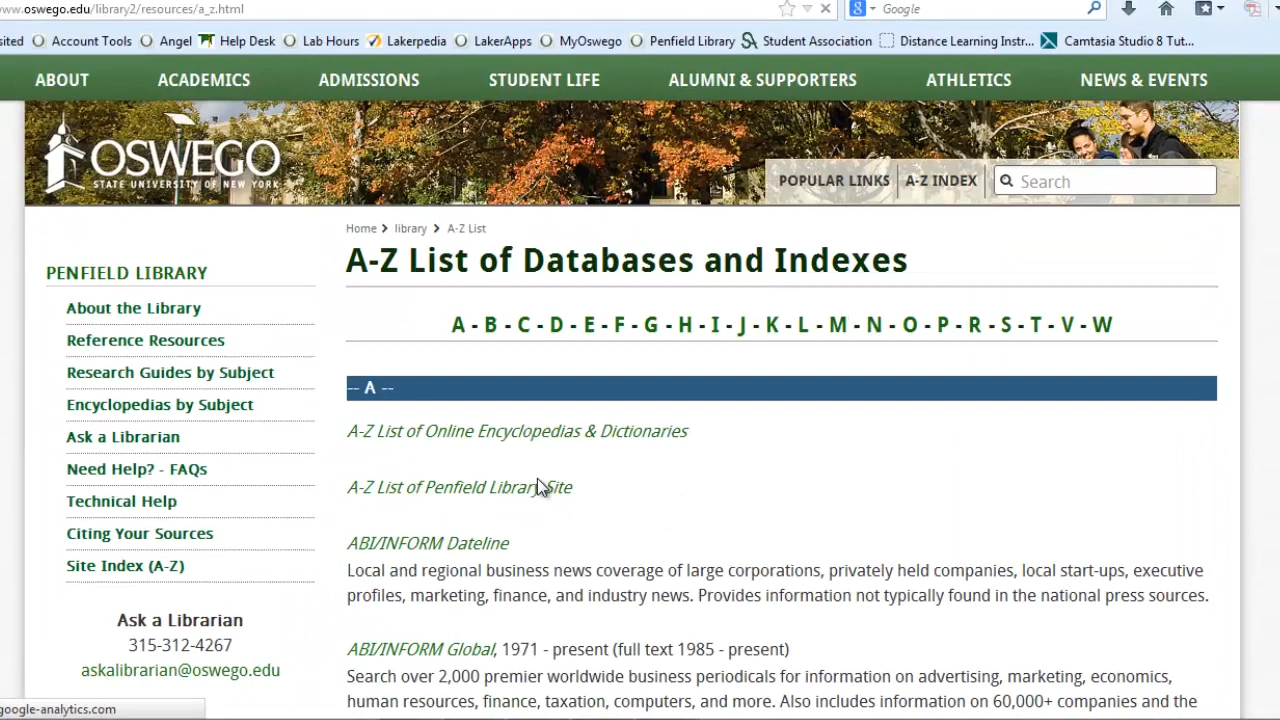 www.oswego.edu/library2/resources/a_z.html
Google
sited Account Tools Angel Help Desk Lab Hours Lakerpedia LakerApps MyOswego Penfield Library Student Association Distance Learning Instr... Camtasia Studio 8 Tut...
ABOUT ACADEMICS ADMISSIONS STUDENT LIFE ALUMNI & SUPPORTERS ATHLETICS NEWS & EVENTS
OSWEGO
STATE UNIVERSITY OF NEW YORK
POPULAR LINKS A-Z INDEX Search
Home library A-Z List
A-Z List of Databases and Indexes
A - B - C - D - E - F - G - H - I - J - K - L - M - N - O - P - R - S - T - V - W
-- A --
A-Z List of Online Encyclopedias & Dictionaries
A-Z List of Penfield Library Site
ABI/INFORM Dateline
Local and regional business news coverage of large corporations, privately held companies, local start-ups, executive
profiles, marketing, finance, and industry news. Provides information not typically found in the national press sources.
ABI/INFORM Global, 1971 - present (full text 1985 - present)
Search over 2,000 premier worldwide business periodicals for information on advertising, marketing, economics,
human resources, finance, taxation, computers, and more. Also includes information on 60,000+ companies and the
PENFIELD LIBRARY
About the Library
Reference Resources
Research Guides by Subject
Encyclopedias by Subject
Ask a Librarian
Need Help? - FAQs
Technical Help
Citing Your Sources
Site Index (A-Z)
Ask a Librarian
315-312-4267
askalibrarian@oswego.edu
google-analytics.com